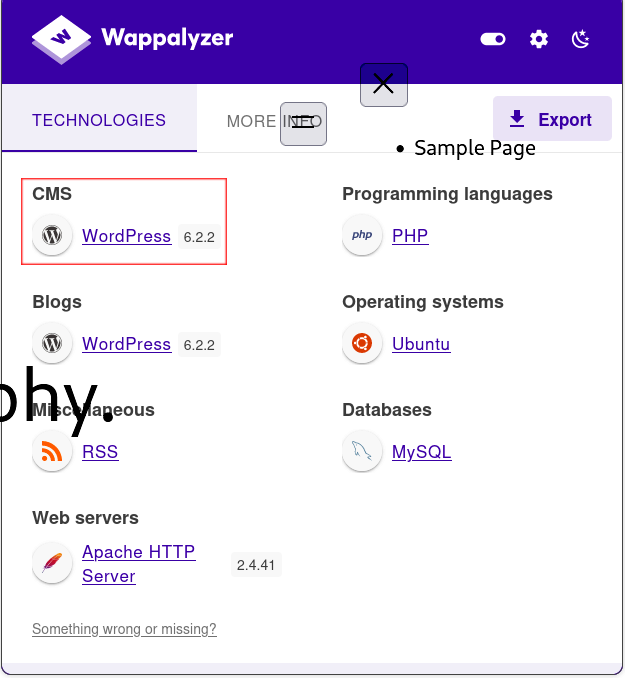 Wappalyzer
TECHNOLOGIES
MORE INFO
Export
• Sample Page
CMS
WordPress 6.2.2
Programming languages
php PHP
Blogs
WordPress 6.2.2
Operating systems
Ubuntu
phy.
Miscellaneous
RSS
Databases
MySQL
Web servers
Apache HTTP
Server
2.4.41
Something wrong or missing?